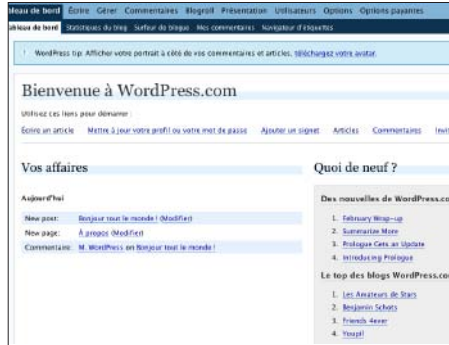 bleau de bord Écrire Gérer Commentaires Blogroll Présentation Utilisateurs Options Options payantes
ableau de bord Statistiques du blog Surfeur de blogue Mes commentaires Navigateur d'étiquettes
WordPress tip: Afficher votre portrait à côté de vos commentaires et articles, téléchargez votre avatar.
Bienvenue à WordPress.com
Utilisez ces liens pour démarrer :
Écrire un article Mettre à jour votre profil ou votre mot de passe Ajouter un signet Articles Commentaires Invi
Vos affaires
Aujourd'hui
New post: Bonjour tout le monde ! (Modifier)
New page: À propos (Modifier)
Commentaire: M. WordPress on Bonjour tout le monde !
Quoi de neuf ?
Des nouvelles de WordPress.co
1. February Wrap-up
2. Summarize More
3. Prologue Gets an Update
4. Introducing Prologue
Le top des blogs WordPress.co
1. Les Amateurs de Stars
2. Benjamin Schots
3. Friends 4ever
4. Youpi!